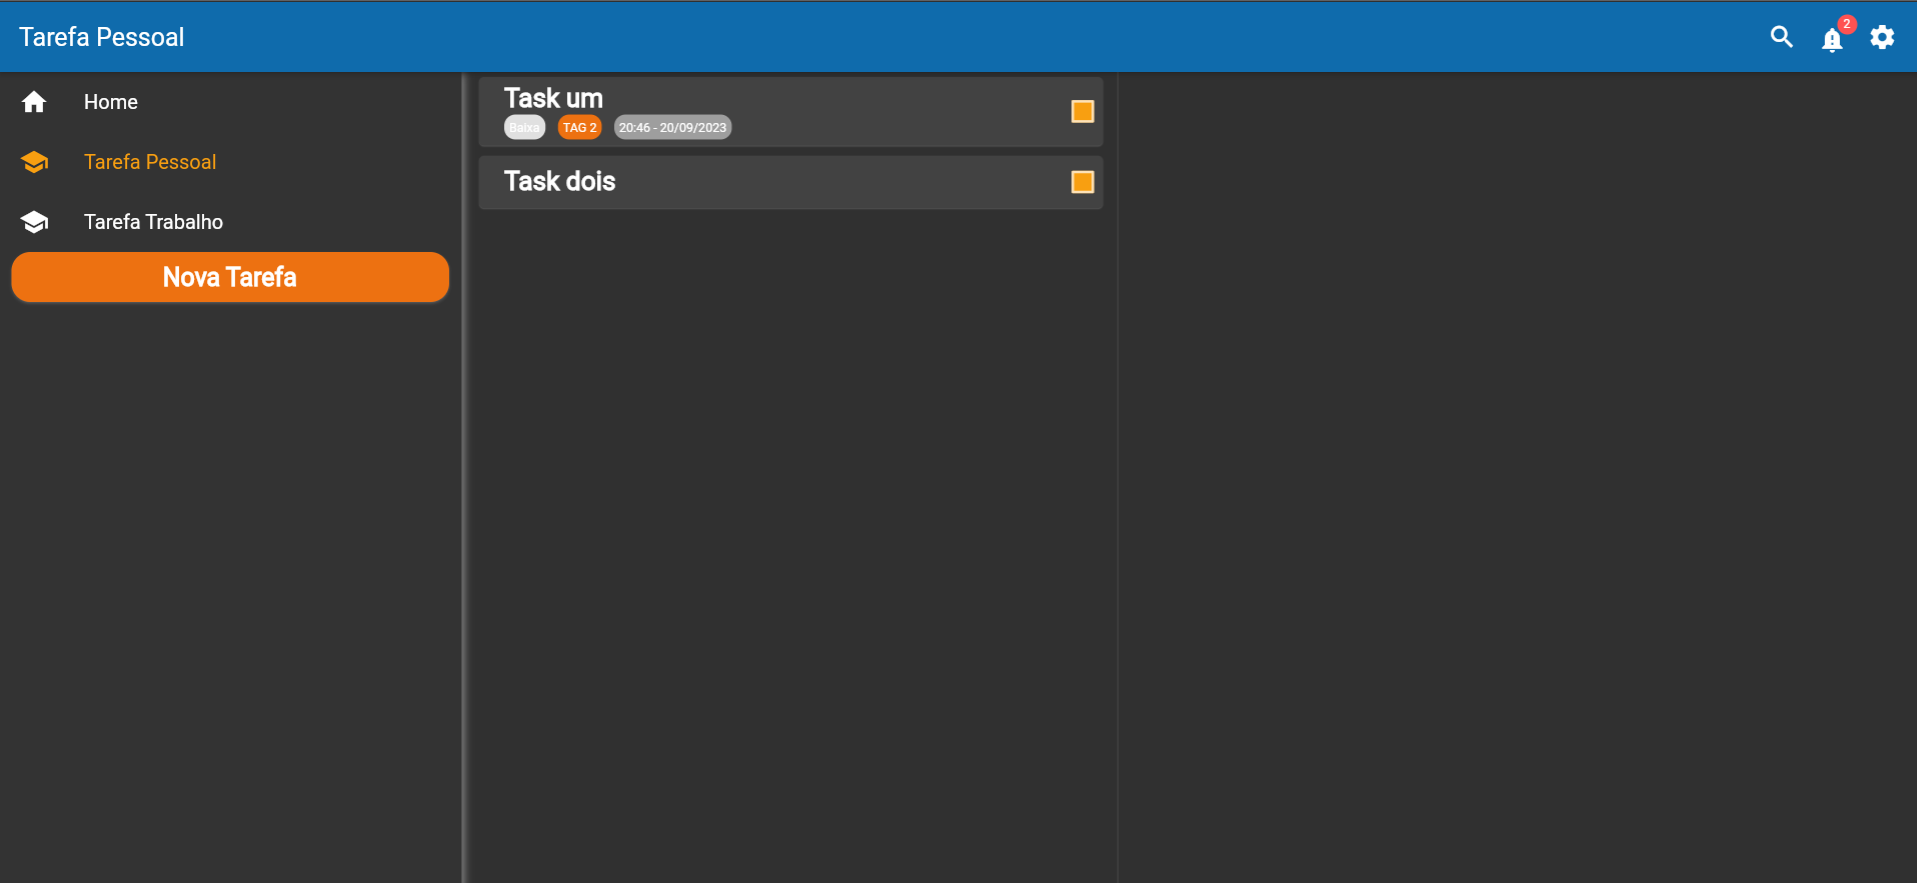 Tarefa Pessoal
2
Home
Tarefa Pessoal
Tarefa Trabalho
Nova Tarefa
Task um
Baixa TAG 2 20:46 - 20/09/2023
Task dois